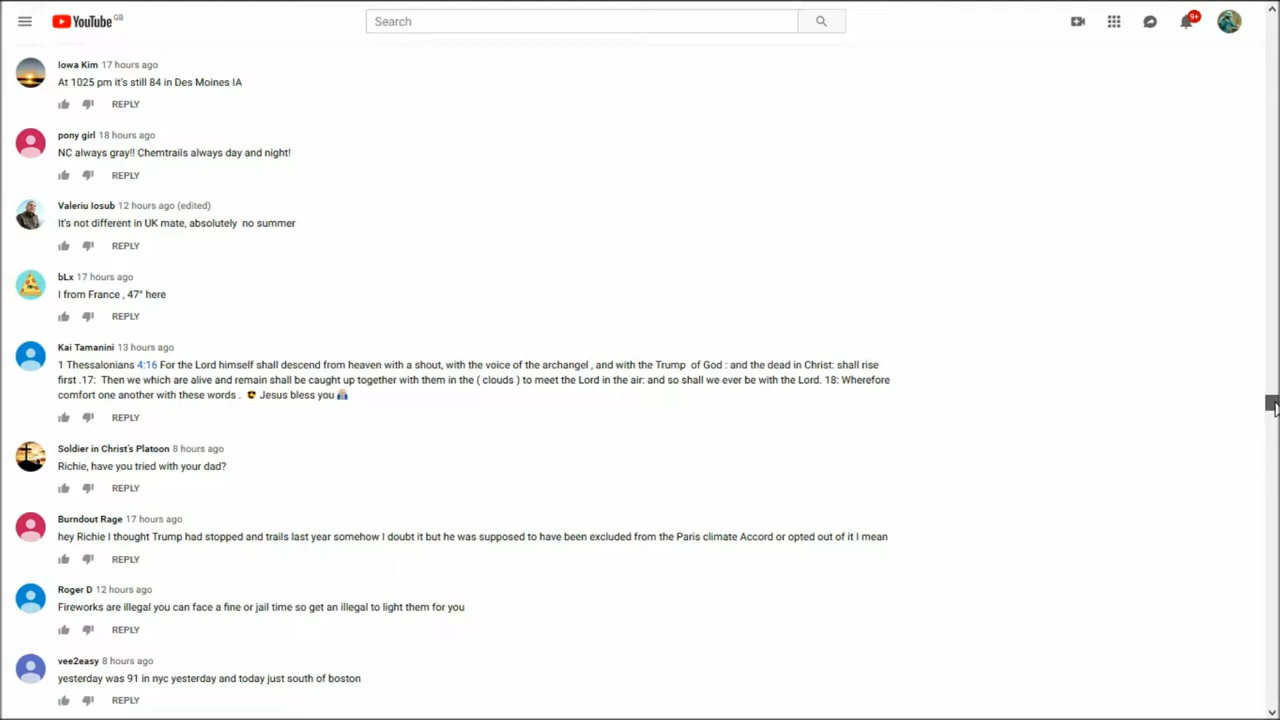 YouTube GB
Search
9+
Iowa Kim 17 hours ago
At 1025 pm it's still 84 in Des Moines IA
REPLY
pony girl 18 hours ago
NC always gray!! Chemtrails always day and night!
REPLY
Valeriu Iosub 12 hours ago (edited)
It's not different in UK mate, absolutely  no summer
REPLY
bLx 17 hours ago
I from France , 47° here
REPLY
Kai Tamanini 13 hours ago
1 Thessalonians 4:16 For the Lord himself shall descend from heaven with a shout, with the voice of the archangel , and with the Trump  of God : and the dead in Christ: shall rise
first .17:  Then we which are alive and remain shall be caught up together with them in the ( clouds ) to meet the Lord in the air: and so shall we ever be with the Lord. 18: Wherefore
comfort one another with these words .  😎 Jesus bless you
REPLY
Soldier in Christ's Platoon 8 hours ago
Richie, have you tried with your dad?
REPLY
Burndout Rage 17 hours ago
hey Richie I thought Trump had stopped and trails last year somehow I doubt it but he was supposed to have been excluded from the Paris climate Accord or opted out of it I mean
REPLY
Roger D 12 hours ago
Fireworks are illegal you can face a fine or jail time so get an illegal to light them for you
REPLY
vee2easy 8 hours ago
yesterday was 91 in nyc yesterday and today just south of boston
REPLY